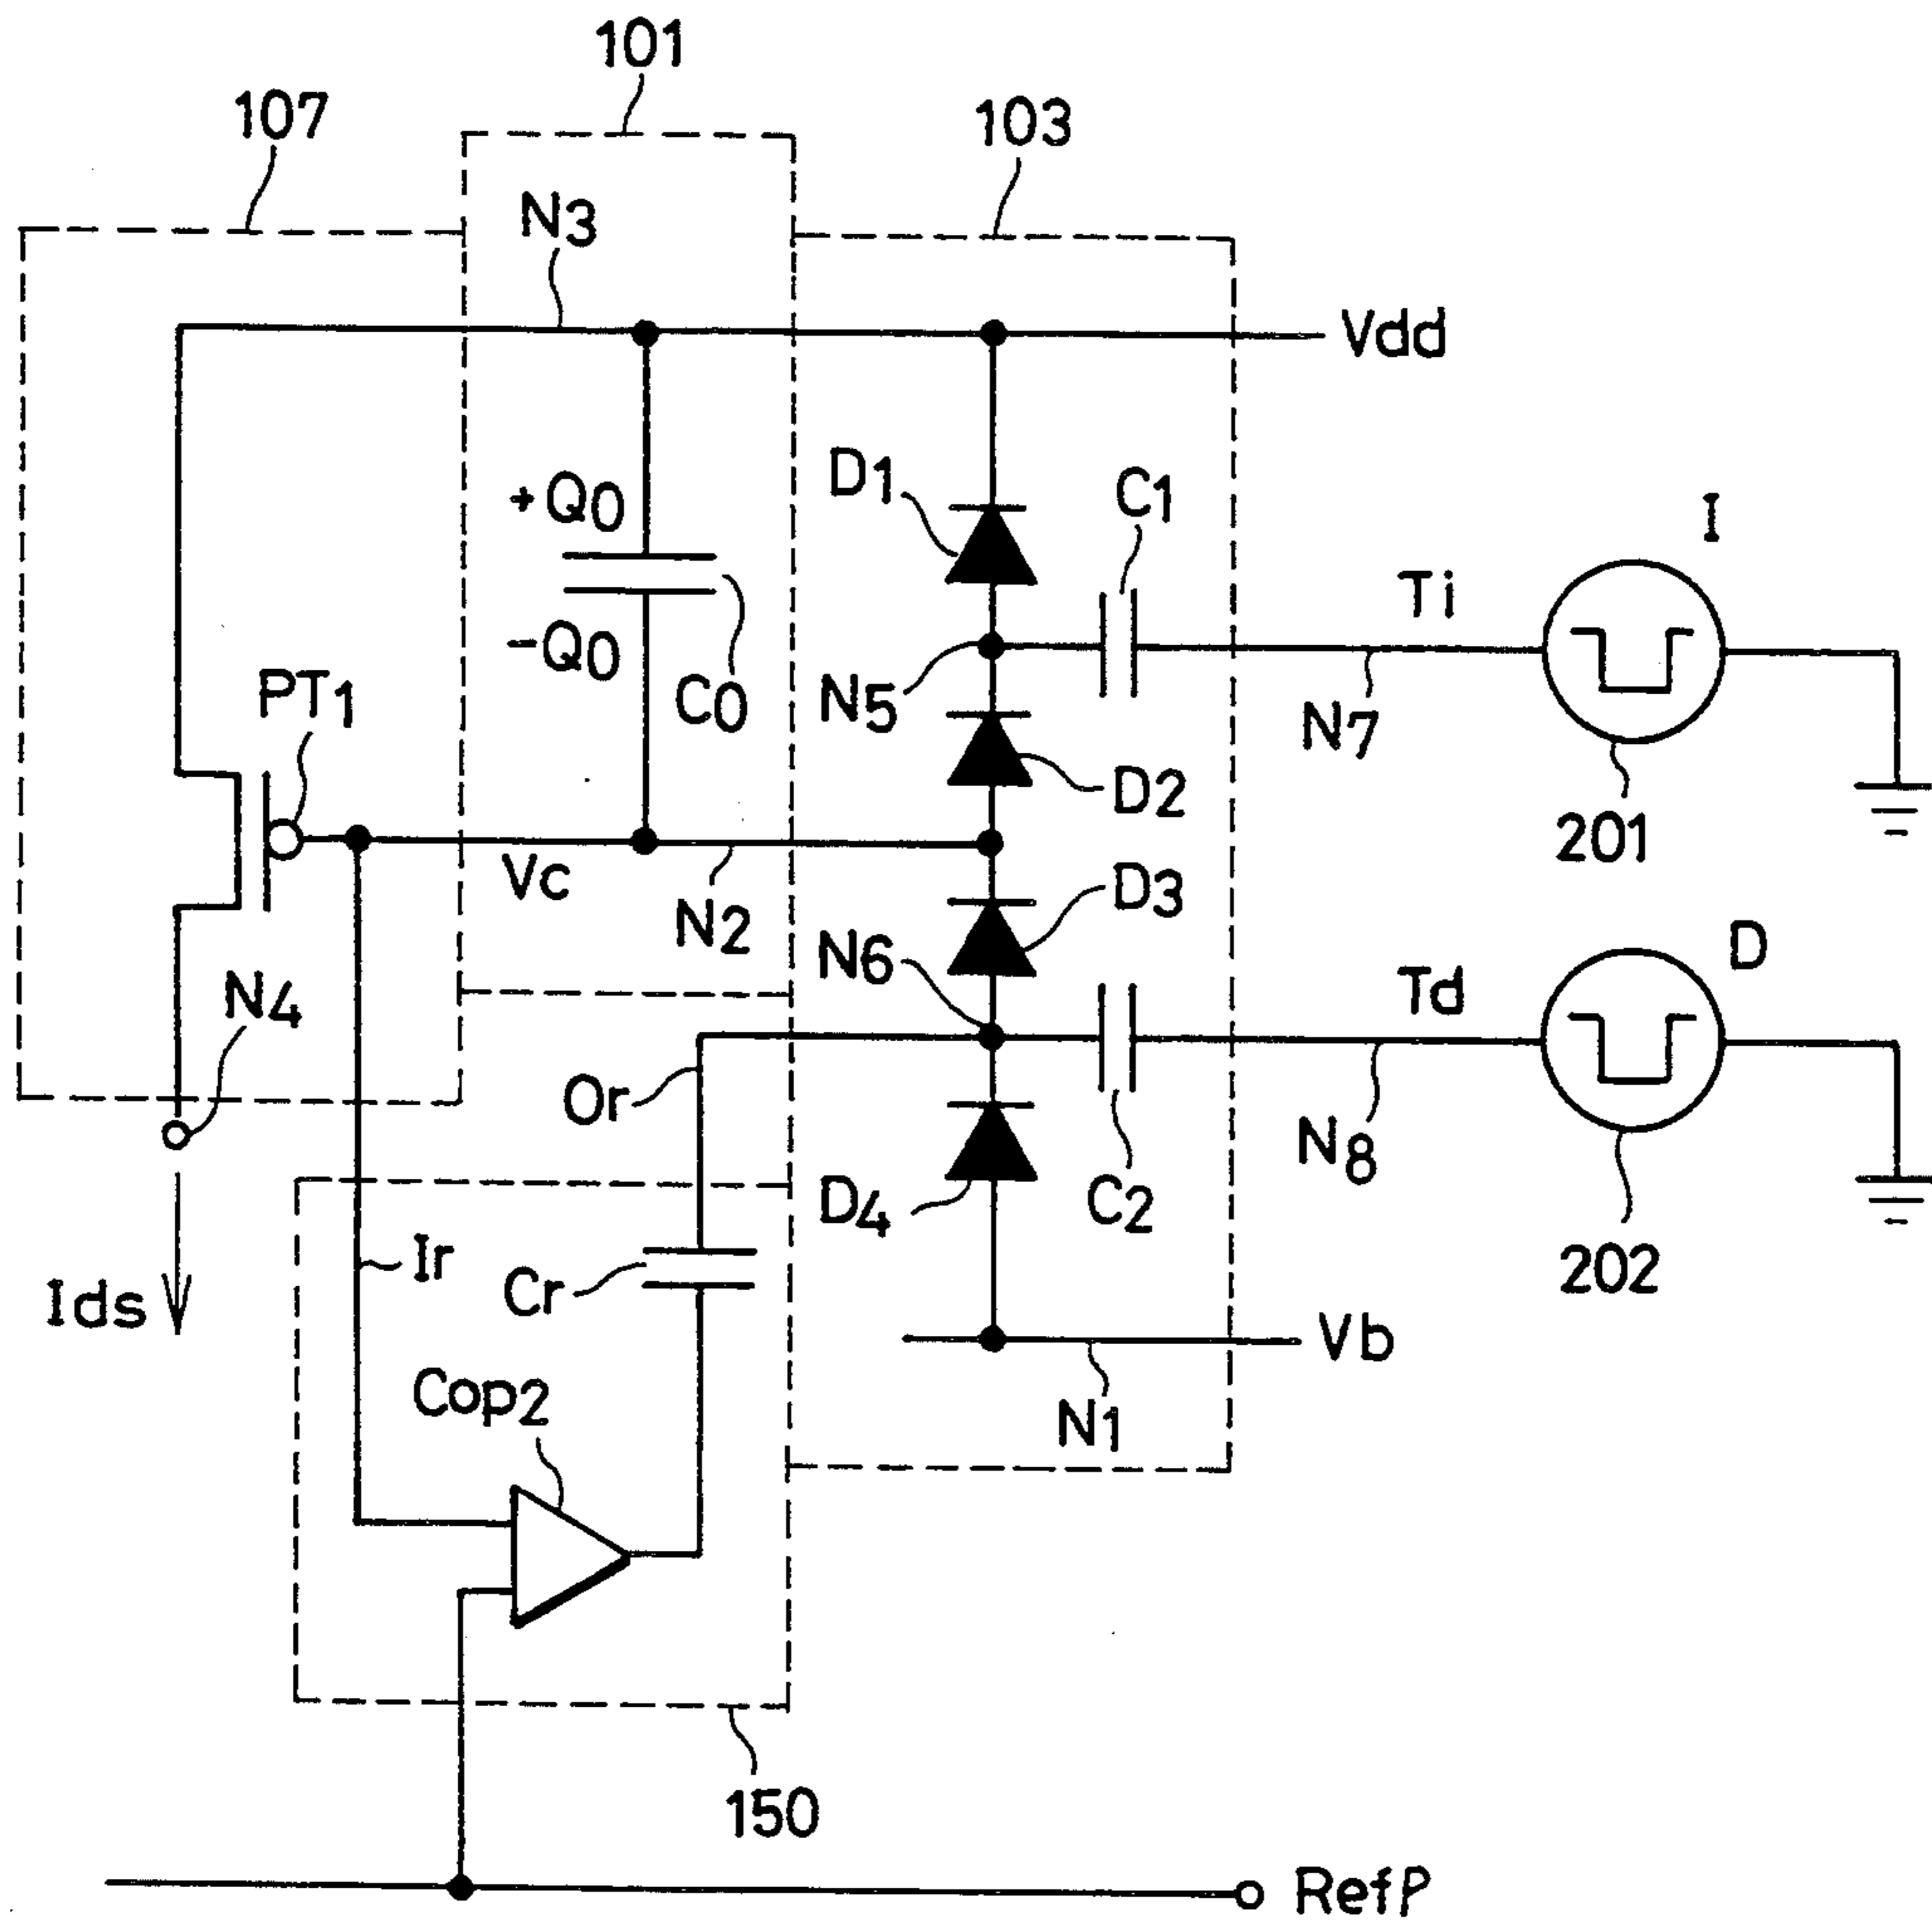 101
107
103
N3
Vdd
D1
C1
+Q0
I
Ti
-Q0
C0
N5
PT1
N7
D2
201
Vc
D3
N2
N6
D
N4
Td
Or
C2
N8
D4
Ir
Cr
202
Ids
Vb
Cop2
N1
150
RefP